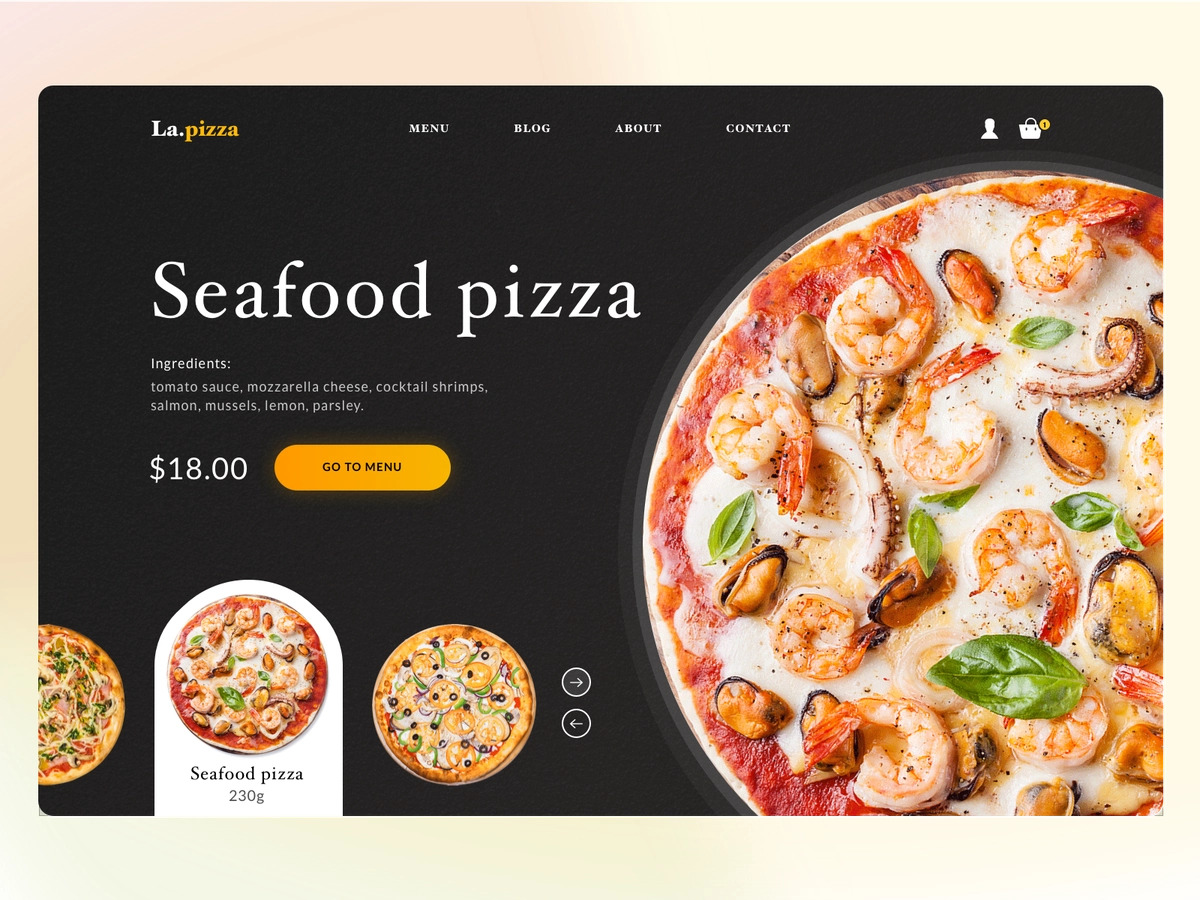 La.pizza
MENU
BLOG
ABOUT
CONTACT
1
Seafood pizza
Ingredients:
tomato sauce, mozzarella cheese, cocktail shrimps,
salmon, mussels, lemon, parsley.
$18.00
GO TO MENU
Seafood pizza
230g